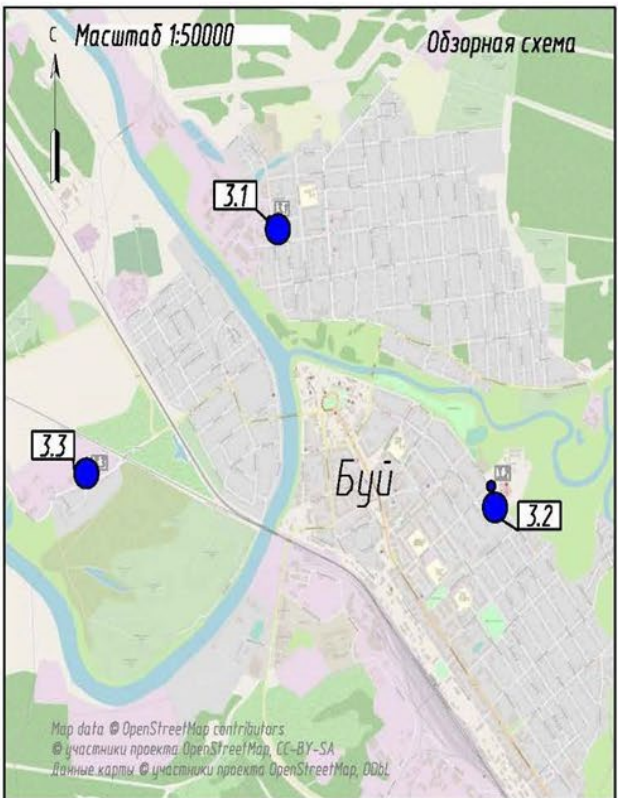 С
Масштаб 1:50000
Обзорная схема
3.1
3.3
Буй
3.2
Map data © OpenStreetMap contributors
© участники проекта OpenStreetMap, CC-BY-SA
Данные карты © участники проекта OpenStreetMap, ODbL